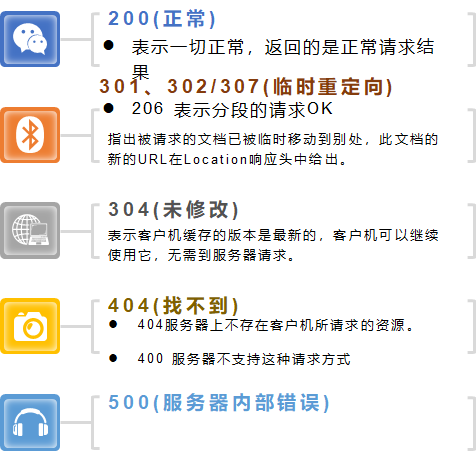 200(正常)
● 表示一切正常，返回的是正常请求结
果
301、302/307(临时重定向)
● 206 表示分段的请求OK
指出被请求的文档已被临时移动到别处，此文档的
新的URL在Location响应头中给出。
304(未修改)
表示客户机缓存的版本是最新的，客户机可以继续
使用它，无需到服务器请求。
404(找不到)
● 404服务器上不存在客户机所请求的资源。
● 400 服务器不支持这种请求方式
500(服务器内部错误)